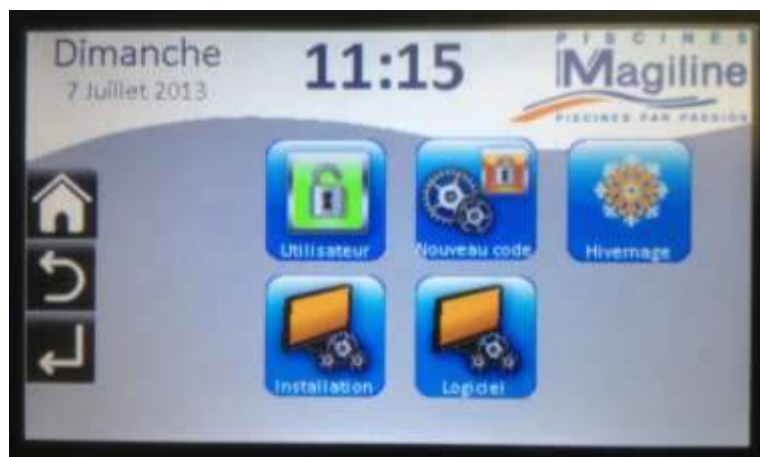 Dimanche
7 Juillet 2013
11:15
PISCINES
Magiline
PISCINES PAR PASSION
Utilisateur
Nouveau code
Hivernage
Installation
Logiciel